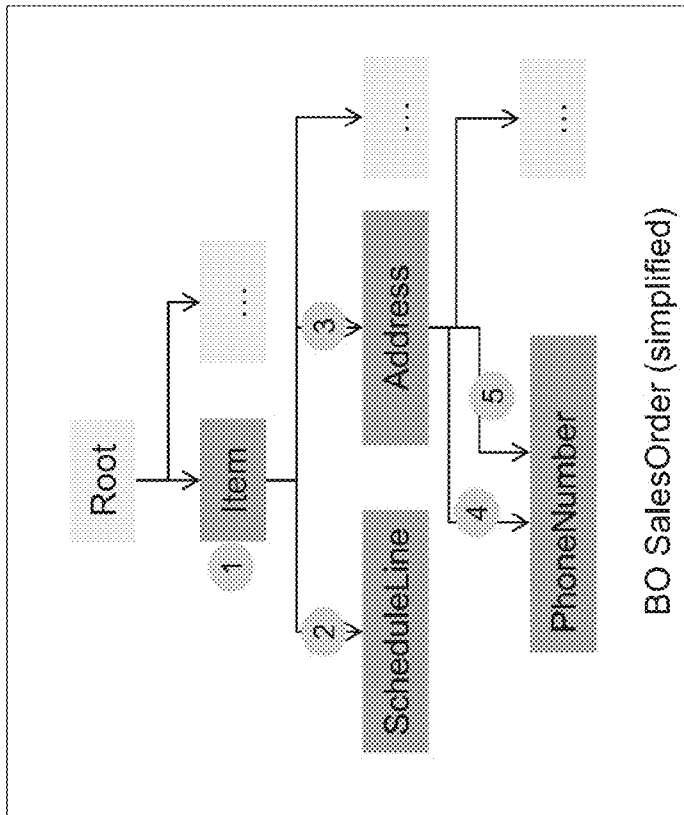 Root
Item
...
1
2
3
ScheduleLine
Address
...
4
5
PhoneNumber
...
BO SalesOrder (simplified)